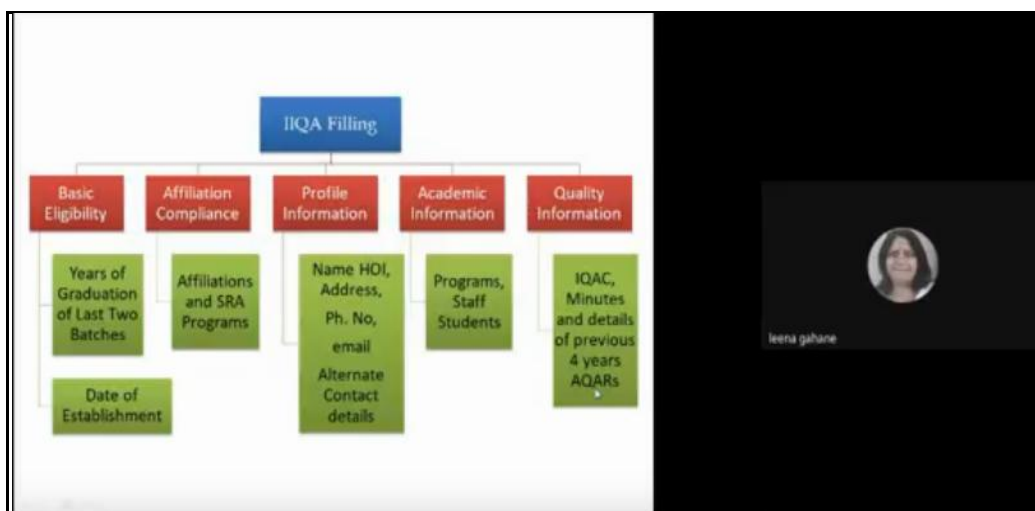 IIQA Filling
Basic
Eligibility
Affiliation
Compliance
Profile
Information
Academic
Information
Quality
Information
Years of
Graduation
of Last Two
Batches
Date of
Establishment
Affiliations
and SRA
Programs
Name HOI,
Address,
Ph. No,
email
Alternate
Contact
details
Programs,
Staff
Students
IQAC,
Minutes
and details
of previous
4 years
AQARs
leena gahane